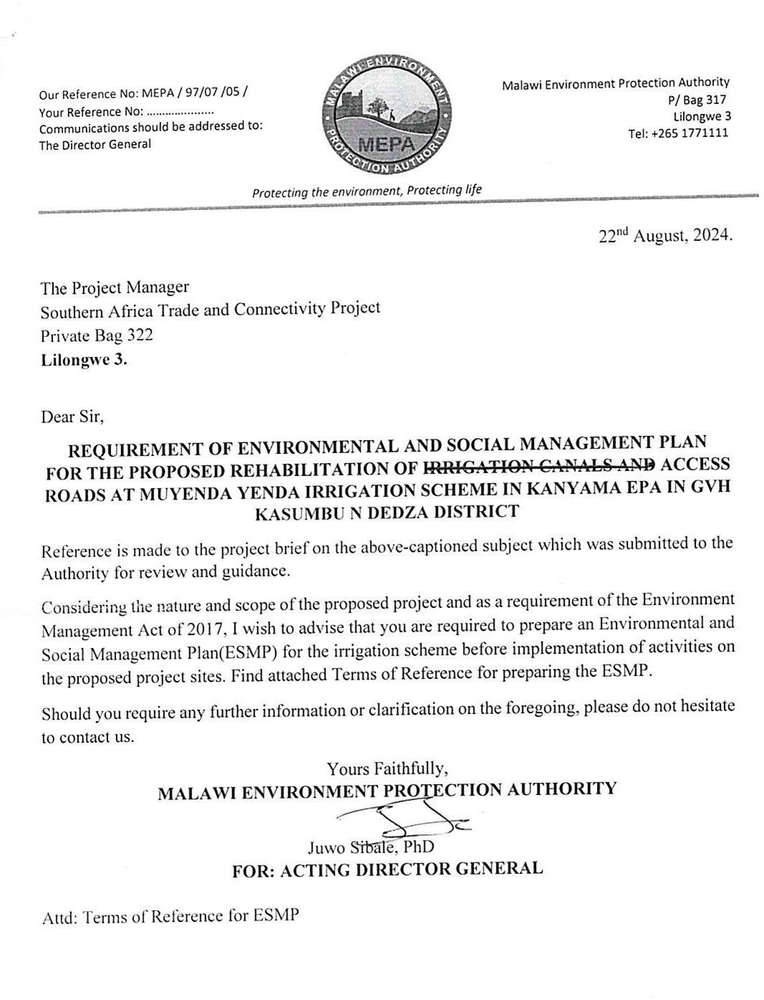 Our Reference No: MEPA / 97/07 /05 /
Your Reference No: .....................
Communications should be addressed to:
The Director General
MALAWI ENVIRONMENT
PROTECTION AUTHORITY
MEPA
Malawi Environment Protection Authority
P/ Bag 317
Lilongwe 3
Tel: +265 1771111
Protecting the environment, Protecting life
22nd August, 2024.
The Project Manager
Southern Africa Trade and Connectivity Project
Private Bag 322
Lilongwe 3.
Dear Sir,
REQUIREMENT OF ENVIRONMENTAL AND SOCIAL MANAGEMENT PLAN
FOR THE PROPOSED REHABILITATION OF IRRIGATION CANALS AND ACCESS
ROADS AT MUYENDA YENDA IRRIGATION SCHEME IN KANYAMA EPA IN GVH
KASUMBU N DEDZA DISTRICT
Reference is made to the project brief on the above-captioned subject which was submitted to the
Authority for review and guidance.
Considering the nature and scope of the proposed project and as a requirement of the Environment
Management Act of 2017, I wish to advise that you are required to prepare an Environmental and
Social Management Plan(ESMP) for the irrigation scheme before implementation of activities on
the proposed project sites. Find attached Terms of Reference for preparing the ESMP.
Should you require any further information or clarification on the foregoing, please do not hesitate
to contact us.
Yours Faithfully,
MALAWI ENVIRONMENT PROTECTION AUTHORITY
Juwo Sibale, PhD
FOR: ACTING DIRECTOR GENERAL
Attd: Terms of Reference for ESMP